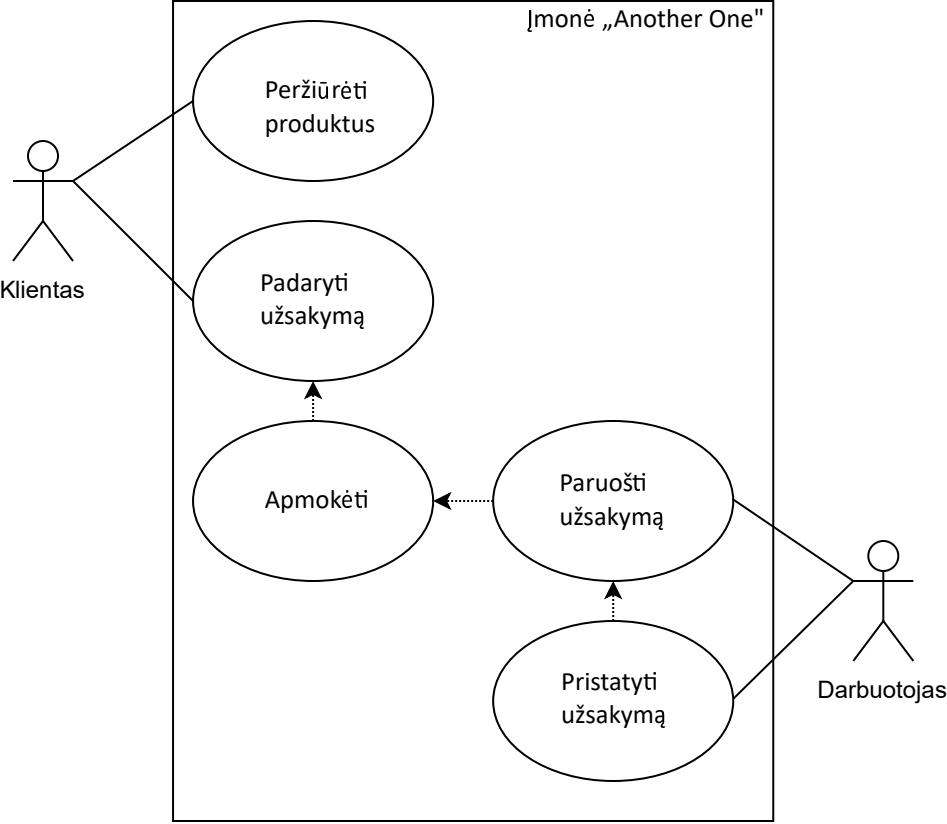 Įmonė „Another One"
Peržiūrėti
produktus
Klientas
Padaryti
užsakymą
Apmokėti
Paruošti
užsakymą
Pristatyti
užsakymą
Darbuotojas